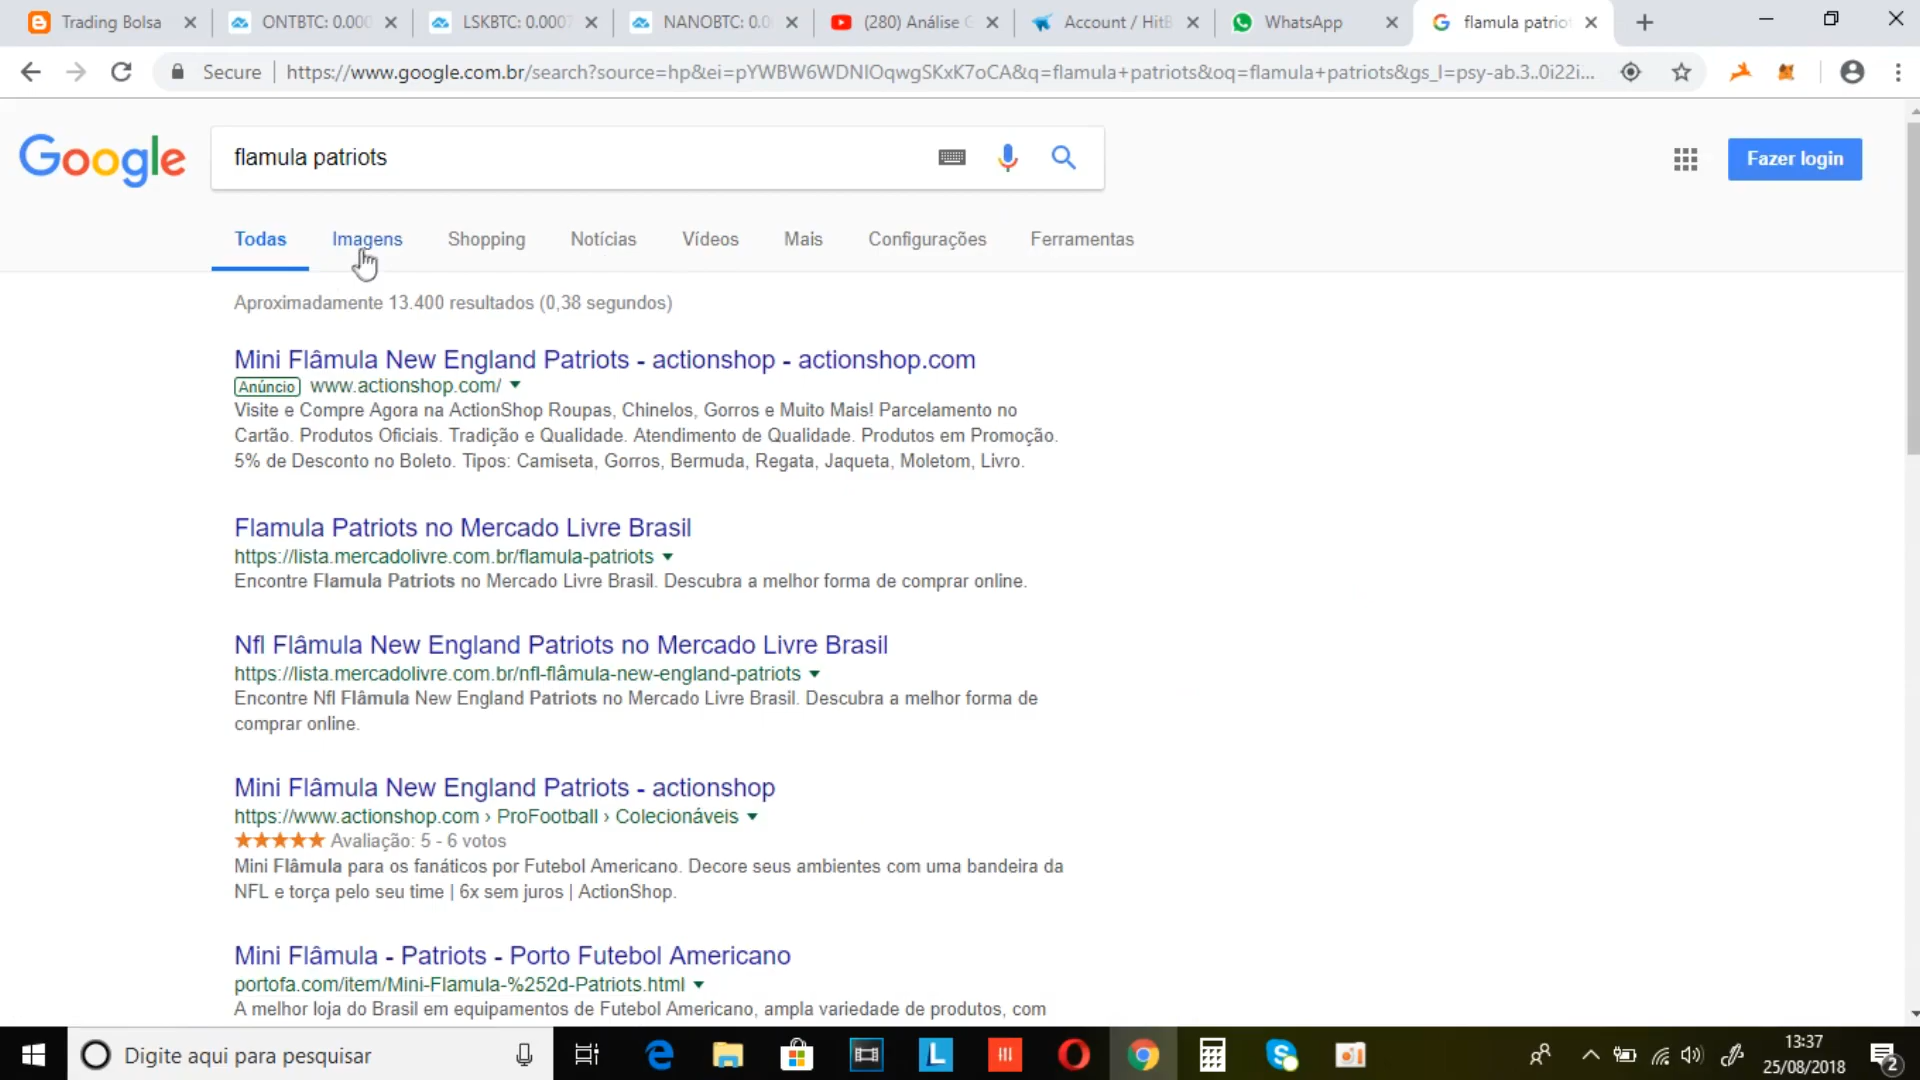 Trading Bolsa
ONTBTC: 0.000
LSKBTC: 0.0007
NANOBTC: 0.0
(280) Análise G
Account / HitB
WhatsApp
flamula patrio
Secure
https://www.google.com.br/search?source=hp&ei=pYWBW6WDNIOqwgSKxK7oCA&q=flamula+patriots&oq=flamula+patriots&gs_l=psy-ab.3..0i22i...
Google
flamula patriots
Fazer login
Todas
Imagens
Shopping
Notícias
Vídeos
Mais
Configurações
Ferramentas
Aproximadamente 13.400 resultados (0,38 segundos)
Mini Flâmula New England Patriots - actionshop - actionshop.com
Anúncio www.actionshop.com/
Visite e Compre Agora na ActionShop Roupas, Chinelos, Gorros e Muito Mais! Parcelamento no
Cartão. Produtos Oficiais. Tradição e Qualidade. Atendimento de Qualidade. Produtos em Promoção.
5% de Desconto no Boleto. Tipos: Camiseta, Gorros, Bermuda, Regata, Jaqueta, Moletom, Livro.
Flamula Patriots no Mercado Livre Brasil
https://lista.mercadolivre.com.br/flamula-patriots
Encontre Flamula Patriots no Mercado Livre Brasil. Descubra a melhor forma de comprar online.
Nfl Flâmula New England Patriots no Mercado Livre Brasil
https://lista.mercadolivre.com.br/nfl-flâmula-new-england-patriots
Encontre Nfl Flâmula New England Patriots no Mercado Livre Brasil. Descubra a melhor forma de
comprar online.
Mini Flâmula New England Patriots - actionshop
https://www.actionshop.com › ProFootball › Colecionáveis
Avaliação: 5 - 6 votos
Mini Flâmula para os fanáticos por Futebol Americano. Decore seus ambientes com uma bandeira da
NFL e torça pelo seu time | 6x sem juros | ActionShop.
Mini Flâmula - Patriots - Porto Futebol Americano
portofa.com/item/Mini-Flamula-%252d-Patriots.html
A melhor loja do Brasil em equipamentos de Futebol Americano, ampla variedade de produtos, com
Digite aqui para pesquisar
L
13:37
25/08/2018
2